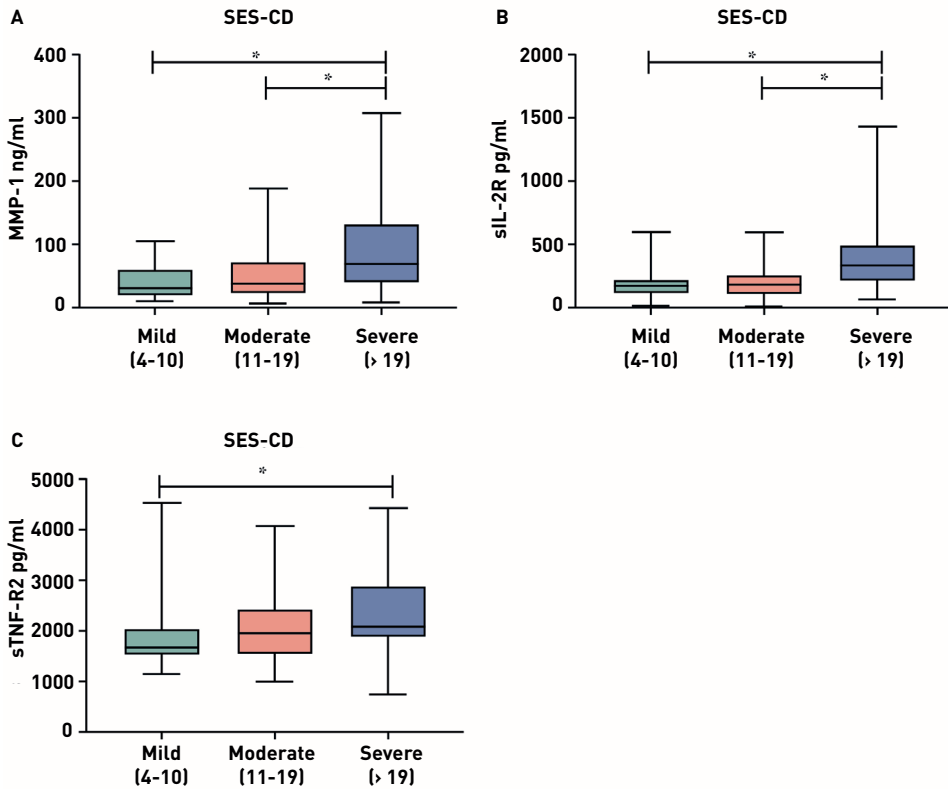 A
SES-CD
MMP-1 ng/ml
400
300
200
100
0
*
*
Mild
(4-10)
Moderate
(11-19)
Severe
(> 19)
B
SES-CD
sIL-2R pg/ml
2000
1500
1000
500
0
*
*
Mild
(4-10)
Moderate
(11-19)
Severe
(> 19)
C
SES-CD
sTNF-R2 pg/ml
5000
4000
3000
2000
1000
0
*
Mild
(4-10)
Moderate
(11-19)
Severe
(> 19)